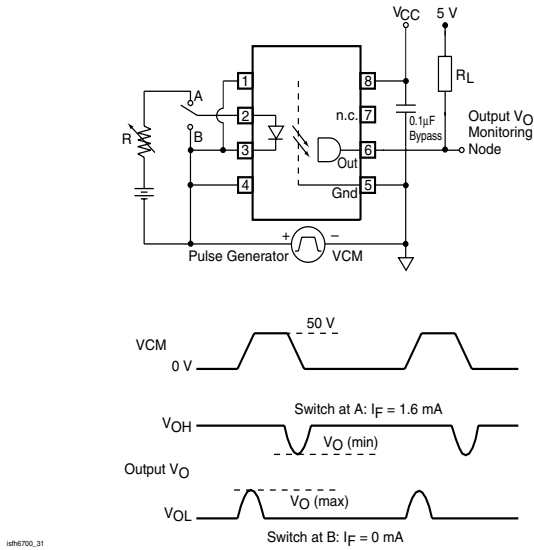 VCC
5 V
1
8
RL
A
2
n.c.
7
0.1µF
Bypass
Output VO
Monitoring
Node
R
B
3
6
Out
4
Gnd
5
+
–
Pulse Generator
VCM
50 V
VCM
0 V
Switch at A: IF = 1.6 mA
VOH
VO (min)
Output VO
VO (max)
VOL
Switch at B: IF = 0 mA
isfh6700_31